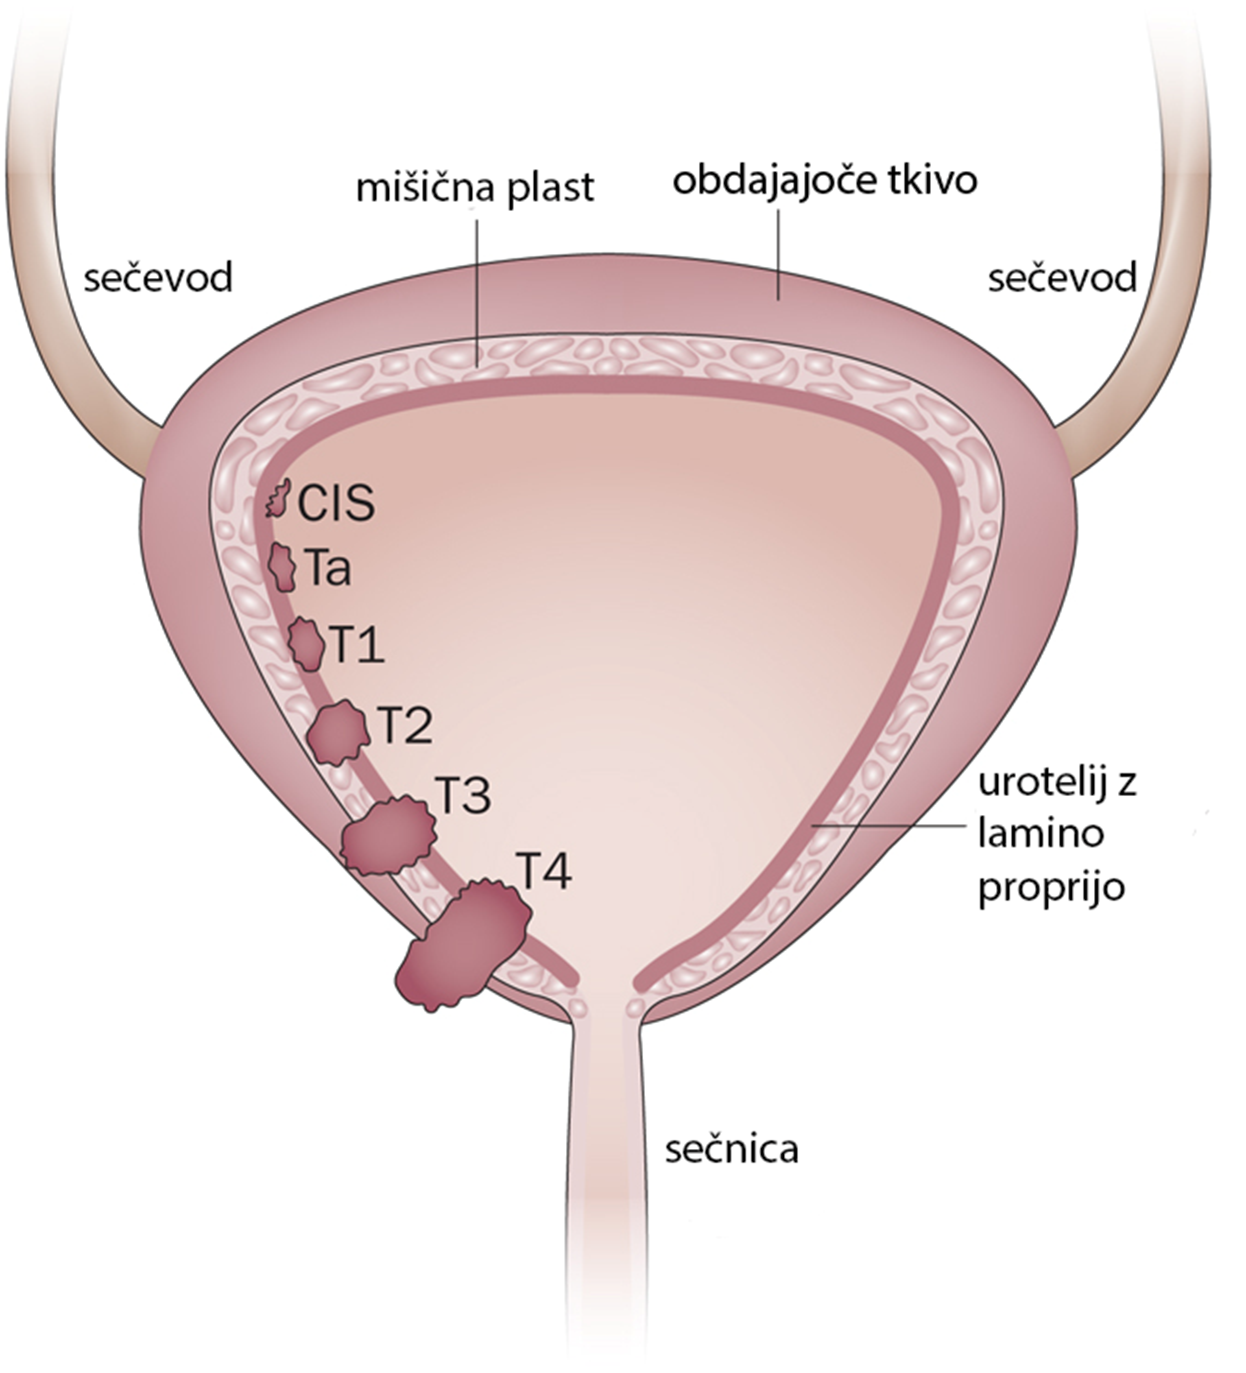 mišična plast
obdajajoče tkivo
sečevod
sečevod
CIS
Ta
T1
T2
T3
T4
urotelij z
lamino
proprijo
sečnica